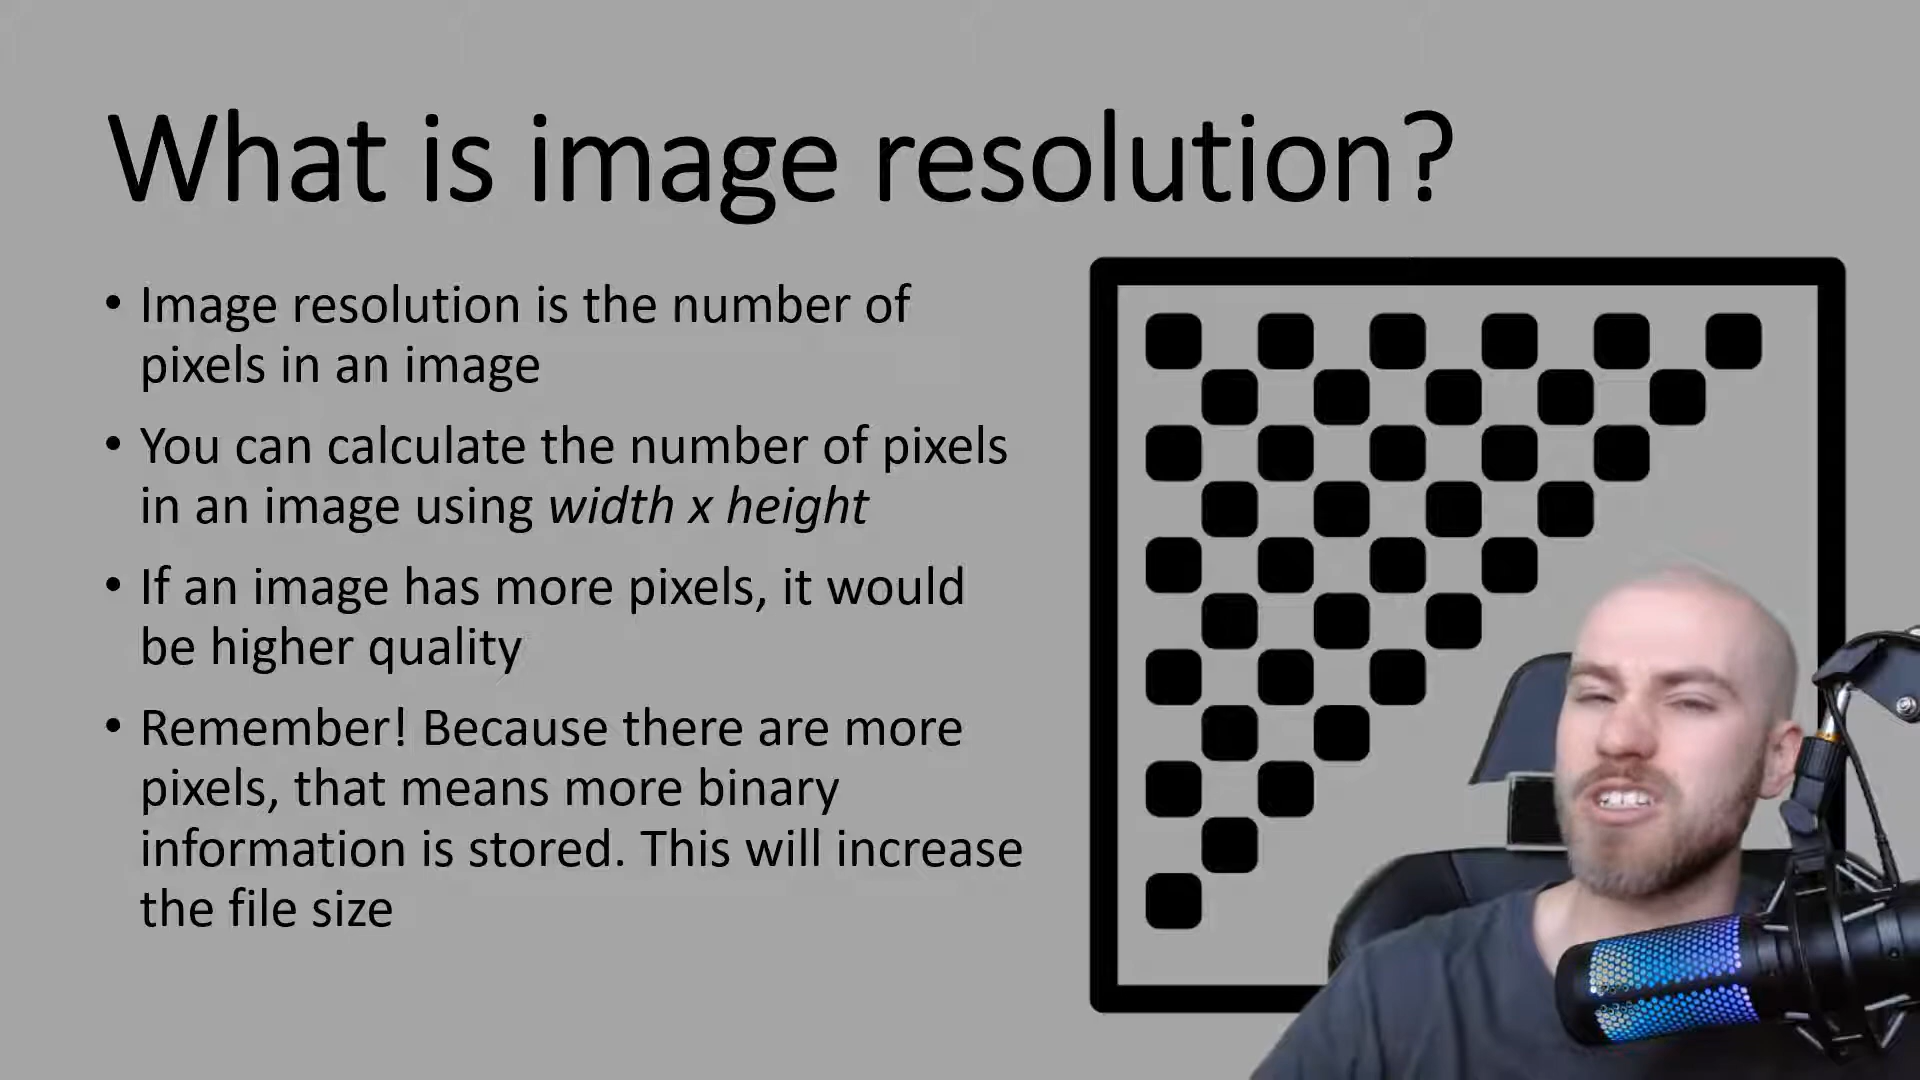 What is image resolution?
• Image resolution is the number of
pixels in an image
• You can calculate the number of pixels
in an image using width x height
• If an image has more pixels, it would
be higher quality
• Remember! Because there are more
pixels, that means more binary
information is stored. This will increase
the file size